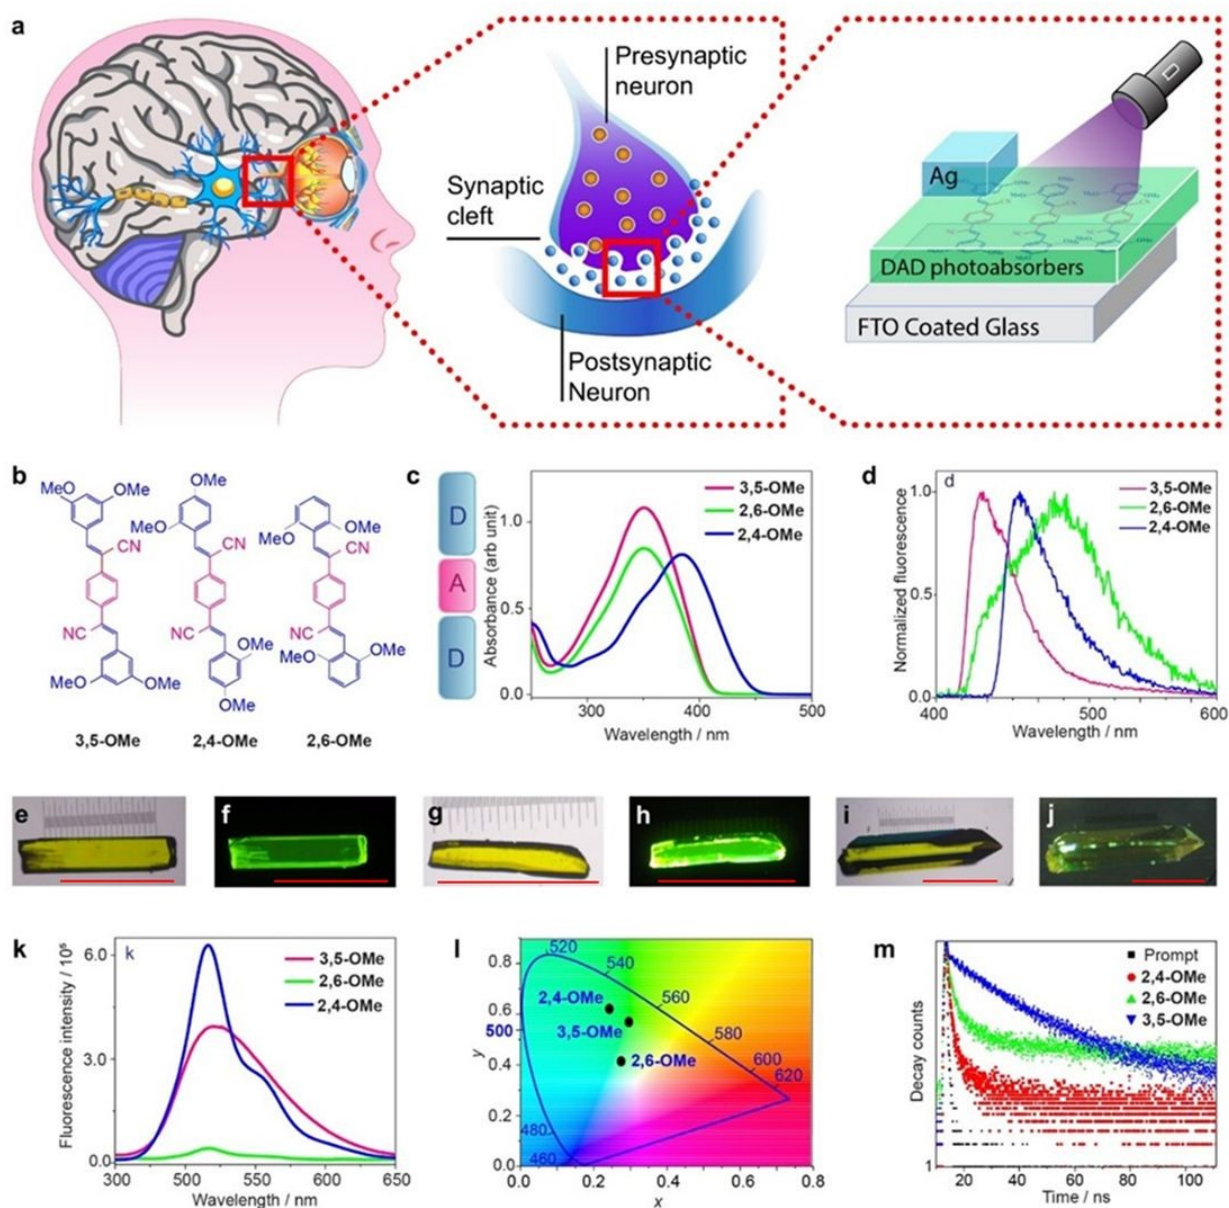 a
Presynaptic
neuron
Synaptic
cleft
Postsynaptic
Neuron
Ag
DAD photoabsorbers
FTO Coated Glass
b
MeO
OMe
CN
NC
MeO
OMe
3,5-OMe
OMe
MeO
CN
NC
OMe
OMe
2,4-OMe
OMe
MeO
CN
NC
MeO
OMe
2,6-OMe
c
D
A
D
Absorbance (arb unit)
1.0
0.5
0.0
300
400
500
Wavelength / nm
3,5-OMe
2,6-OMe
2,4-OMe
d
d
Normalized fluorescence
1.0
0.5
0.0
400
500
600
Wavelength / nm
3,5-OMe
2,6-OMe
2,4-OMe
e
f
g
h
i
j
k
k
Fluorescence intensity / 10⁵
6.0
3.0
0.0
300
500
600
650
Wavelength / nm
3,5-OMe
2,6-OMe
2,4-OMe
l
y
0.8
0.6
0.4
0.2
0.0
0.0
0.2
0.4
0.6
0.8
x
520
540
560
580
600
620
500
480
460
2,4-OMe
3,5-OMe
2,6-OMe
m
Decay counts
1
20
40
60
80
100
Time / ns
Prompt
2,4-OMe
2,6-OMe
3,5-OMe